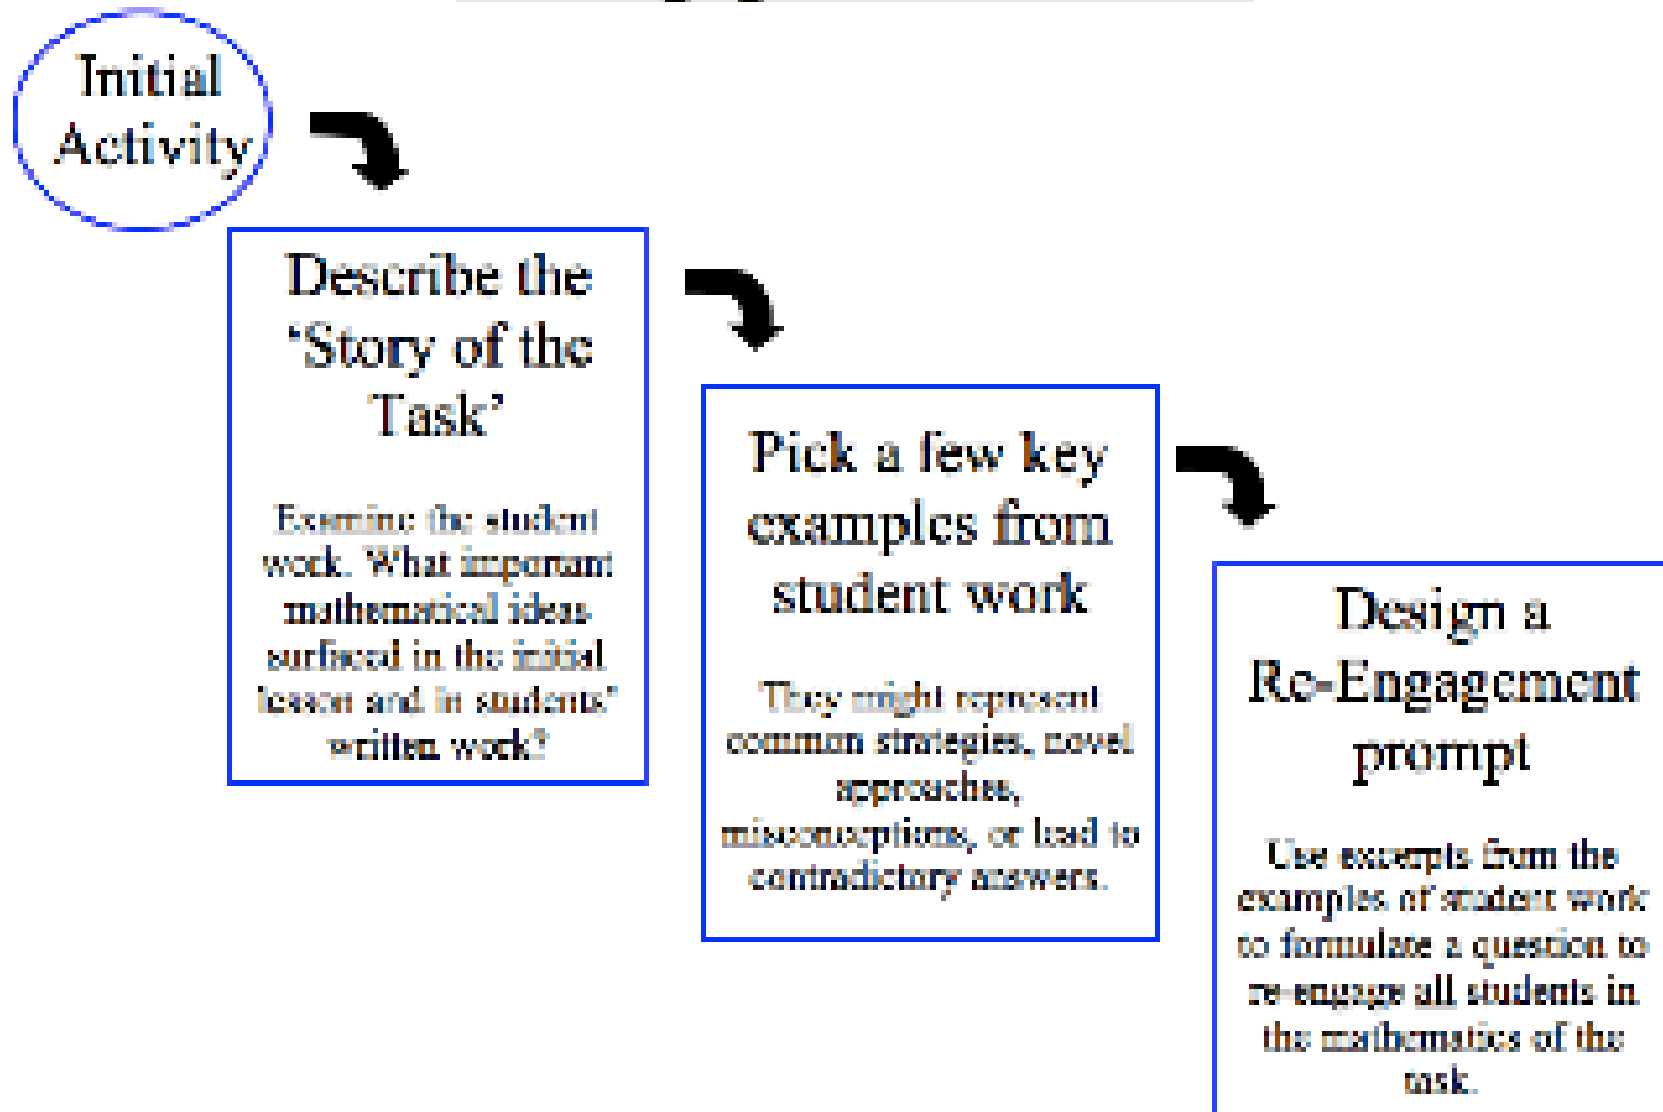 Initial
Activity
Describe the
‘Story of the
Task’
Examine the student
work. What important
mathematical ideas
surfaced in the initial
lesson and in students’
written work?
Pick a few key
examples from
student work
They might represent
common strategies, novel
approaches,
misconceptions, or lead to
contradictory answers.
Design a
Re-Engagement
prompt
Use excerpts from the
examples of student work
to formulate a question to
re-engage all students in
the mathematics of the
task.